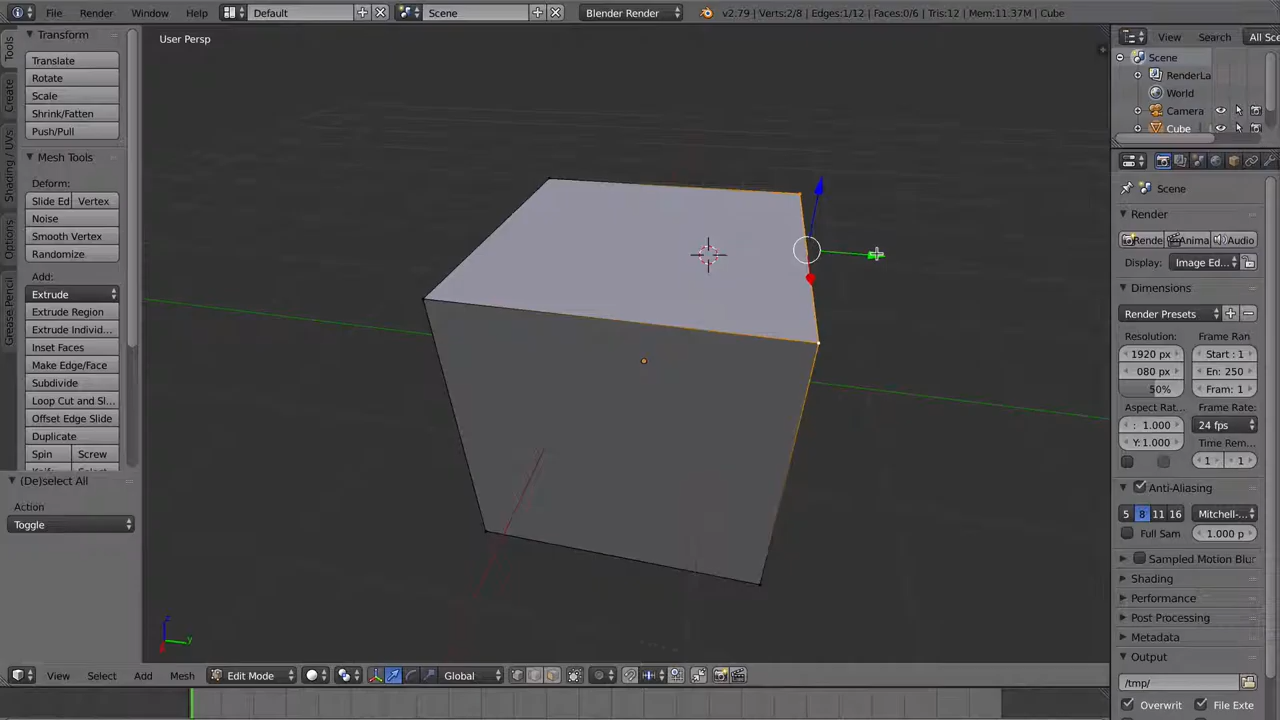 File Render Window Help Default Scene Blender Render v2.79 | Verts:2/8 | Edges:1/12 | Faces:0/6 | Tris:12 | Mem:11.37M | Cube
Tools
Create
Shading / UVs
Options
Grease Pencil
Transform
Translate
Rotate
Scale
Shrink/Fatten
Push/Pull
Mesh Tools
Deform:
Slide Ed Vertex
Noise
Smooth Vertex
Randomize
Add:
Extrude
Extrude Region
Extrude Individ...
Inset Faces
Make Edge/Face
Subdivide
Loop Cut and Sl...
Offset Edge Slide
Duplicate
Spin Screw
(De)select All
Action
Toggle
User Persp
z
y
View Select Add Mesh Edit Mode Global
View Search All Sce
Scene
RenderLa
World
Camera
Cube
Scene
Render
Rende Anima Audio
Display: Image Ed...
Dimensions
Render Presets
Resolution: Frame Ran
1920 px Start : 1
080 px En: 250
50% Fram: 1
Aspect Rat... Frame Rate:
: 1.000 24 fps
Y: 1.000 Time Rem...
1 1
Anti-Aliasing
5 8 11 16 Mitchell-...
Full Sam 1.000 p
Sampled Motion Blur
Shading
Performance
Post Processing
Metadata
Output
/tmp/
Overwrit File Exte